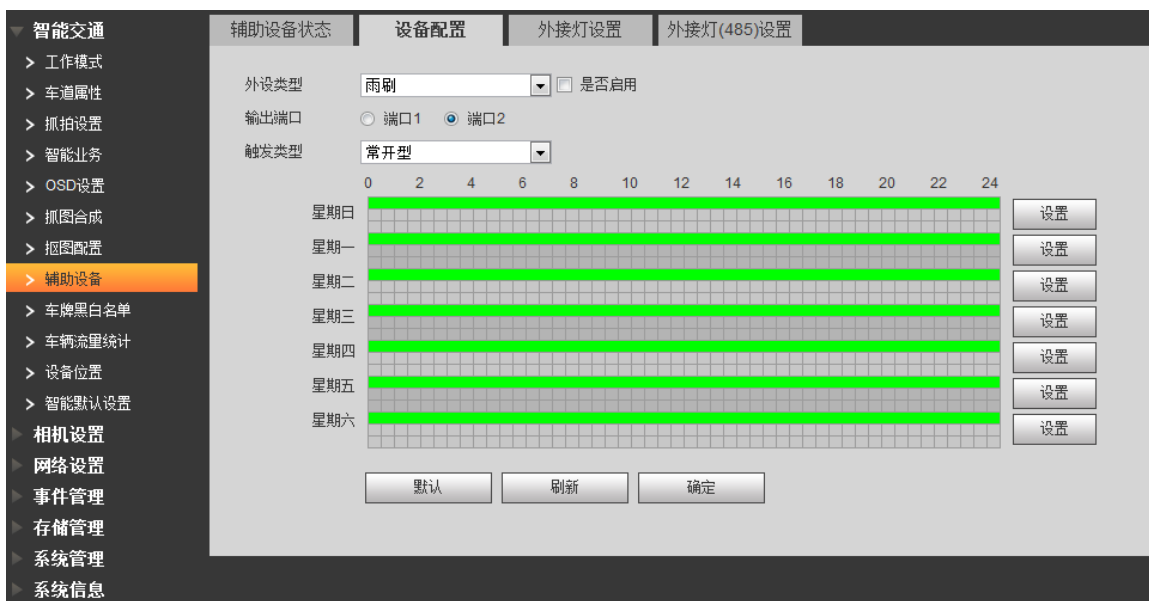 智能交通
工作模式
车道属性
抓拍设置
智能业务
OSD设置
抓图合成
抠图配置
辅助设备
车牌黑白名单
车辆流量统计
设备位置
智能默认设置
相机设置
网络设置
事件管理
存储管理
系统管理
系统信息
辅助设备状态 设备配置 外接灯设置 外接灯(485)设置
外设类型 雨刷 是否启用
输出端口 端口1 端口2
触发类型 常开型
0 2 4 6 8 10 12 14 16 18 20 22 24
星期日 设置
星期一 设置
星期二 设置
星期三 设置
星期四 设置
星期五 设置
星期六 设置
默认 刷新 确定